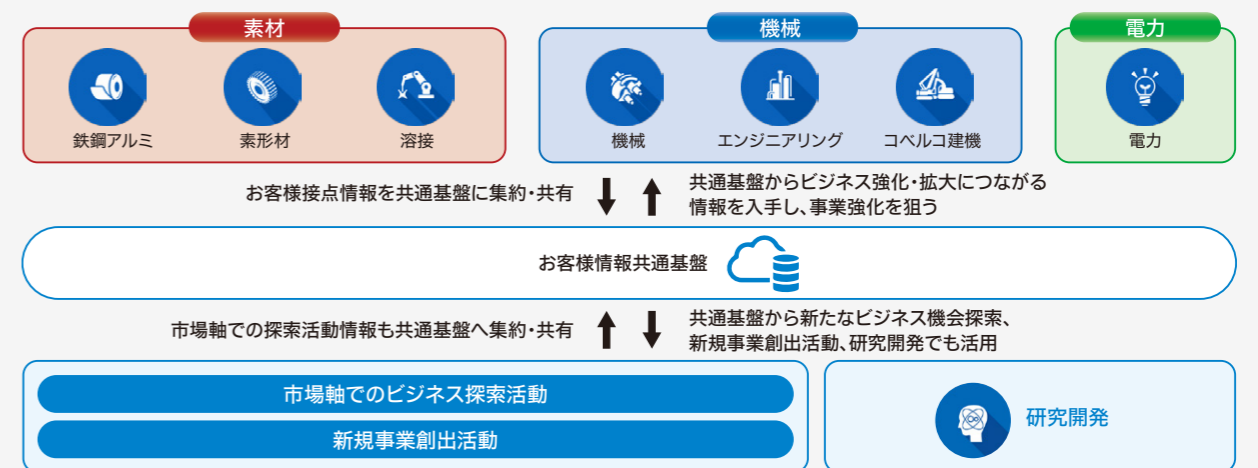 素材
機械
電力
鉄鋼アルミ
素形材
溶接
機械
エンジニアリング
コベルコ建機
電力
お客様接点情報を共通基盤に集約・共有
共通基盤からビジネス強化・拡大につながる
情報を入手し、事業強化を狙う
お客様情報共通基盤
市場軸での探索活動情報も共通基盤へ集約・共有
共通基盤から新たなビジネス機会探索、
新規事業創出活動、研究開発でも活用
市場軸でのビジネス探索活動
新規事業創出活動
研究開発